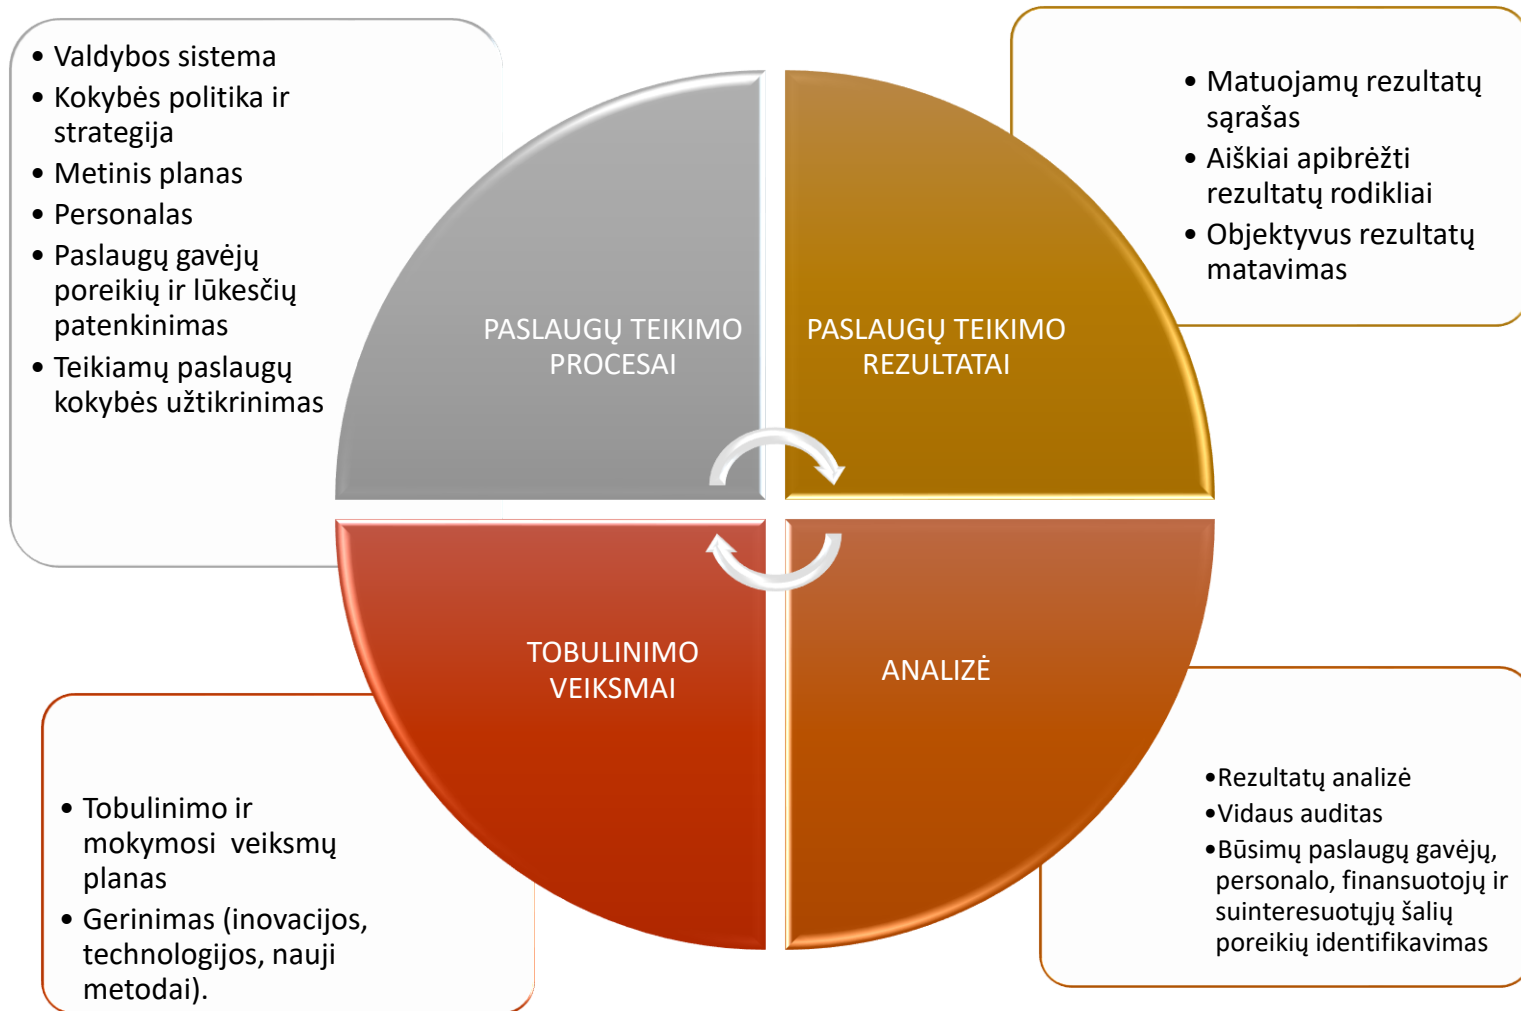 • Valdybos sistema
• Kokybės politika ir
strategija
• Metinis planas
• Personalas
• Paslaugų gavėjų
poreikių ir lūkesčių
patenkinimas
• Teikiamų paslaugų
kokybės užtikrinimas
• Matuojamų rezultatų
sąrašas
• Aiškiai apibrėžti
rezultatų rodikliai
• Objektyvus rezultatų
matavimas
PASLAUGŲ TEIKIMO
PROCESAI
PASLAUGŲ TEIKIMO
REZULTATAI
TOBULINIMO
VEIKSMAI
ANALIZĖ
• Tobulinimo ir
mokymosi veiksmų
planas
• Gerinimas (inovacijos,
technologijos, nauji
metodai).
•Rezultatų analizė
•Vidaus auditas
•Būsimų paslaugų gavėjų,
personalo, finansuotojų ir
suinteresuotųjų šalių
poreikių identifikavimas